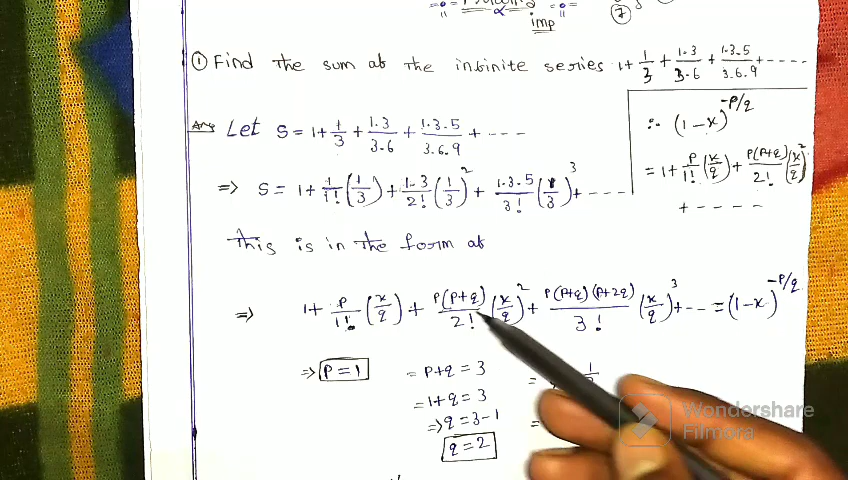 imp
7
① Find the sum of the infinite series 1+1/3+1·3/3·6+1·3·5/3·6·9+----
Ans Let S = 1+1/3+1·3/3·6+1·3·5/3·6·9+---
∴ (1-x)^-P/q
= 1+P/1!(x/q)+P(P+q)/2!(x/q)^2
+ ----
⇒ S = 1+1/1!(1/3)+1·3/2!(1/3)^2+1·3·5/3!(1/3)^3+----
This is in the form of
⇒ 1+P/1!(x/q)+P(P+q)/2!(x/q)^2+P(P+q)(P+2q)/3!(x/q)^3+--=(1-x)^-P/q
⇒ P=1
= P+q = 3
= 1+q = 3
⇒ q = 3-1
q = 2
Wondershare
Filmora